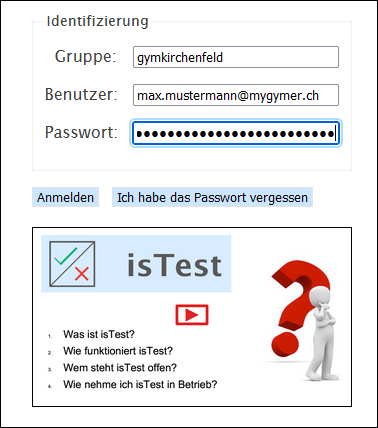 Identifizierung
Gruppe: gymkirchenfeld
Benutzer: max.mustermann@mygymer.ch
Passwort: ●●●●●●●●●●●●●●●●●●●●●●●●●●
Anmelden Ich habe das Passwort vergessen
isTest
1. Was ist isTest?
2. Wie funktioniert isTest?
3. Wem steht isTest offen?
4. Wie nehme ich isTest in Betrieb?